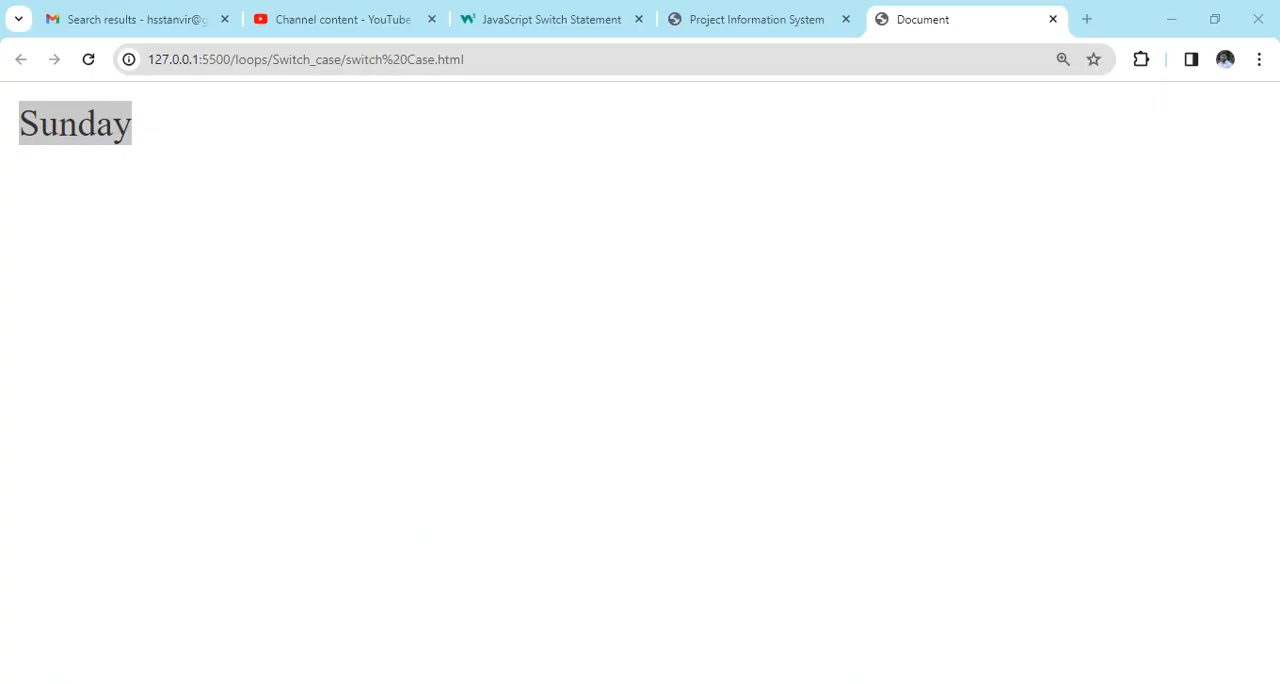 Search results - hsstanvir@g
Channel content - YouTube
JavaScript Switch Statement
Project Information System
Document
127.0.0.1:5500/loops/Switch_case/switch%20Case.html
Sunday